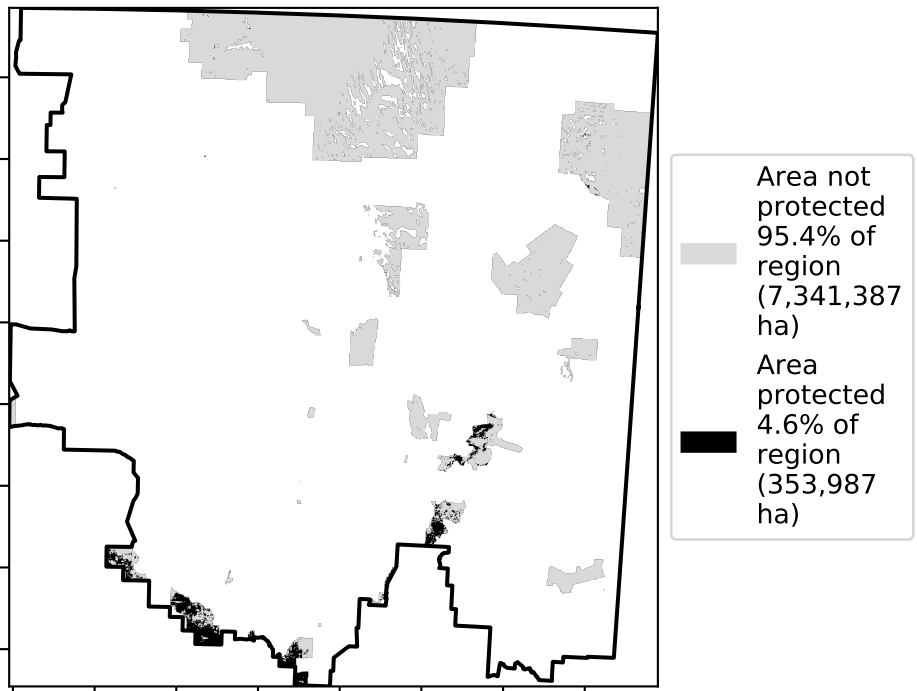 Area not
protected
95.4% of
region
(7,341,387
ha)
Area
protected
4.6% of
region
(353,987
ha)